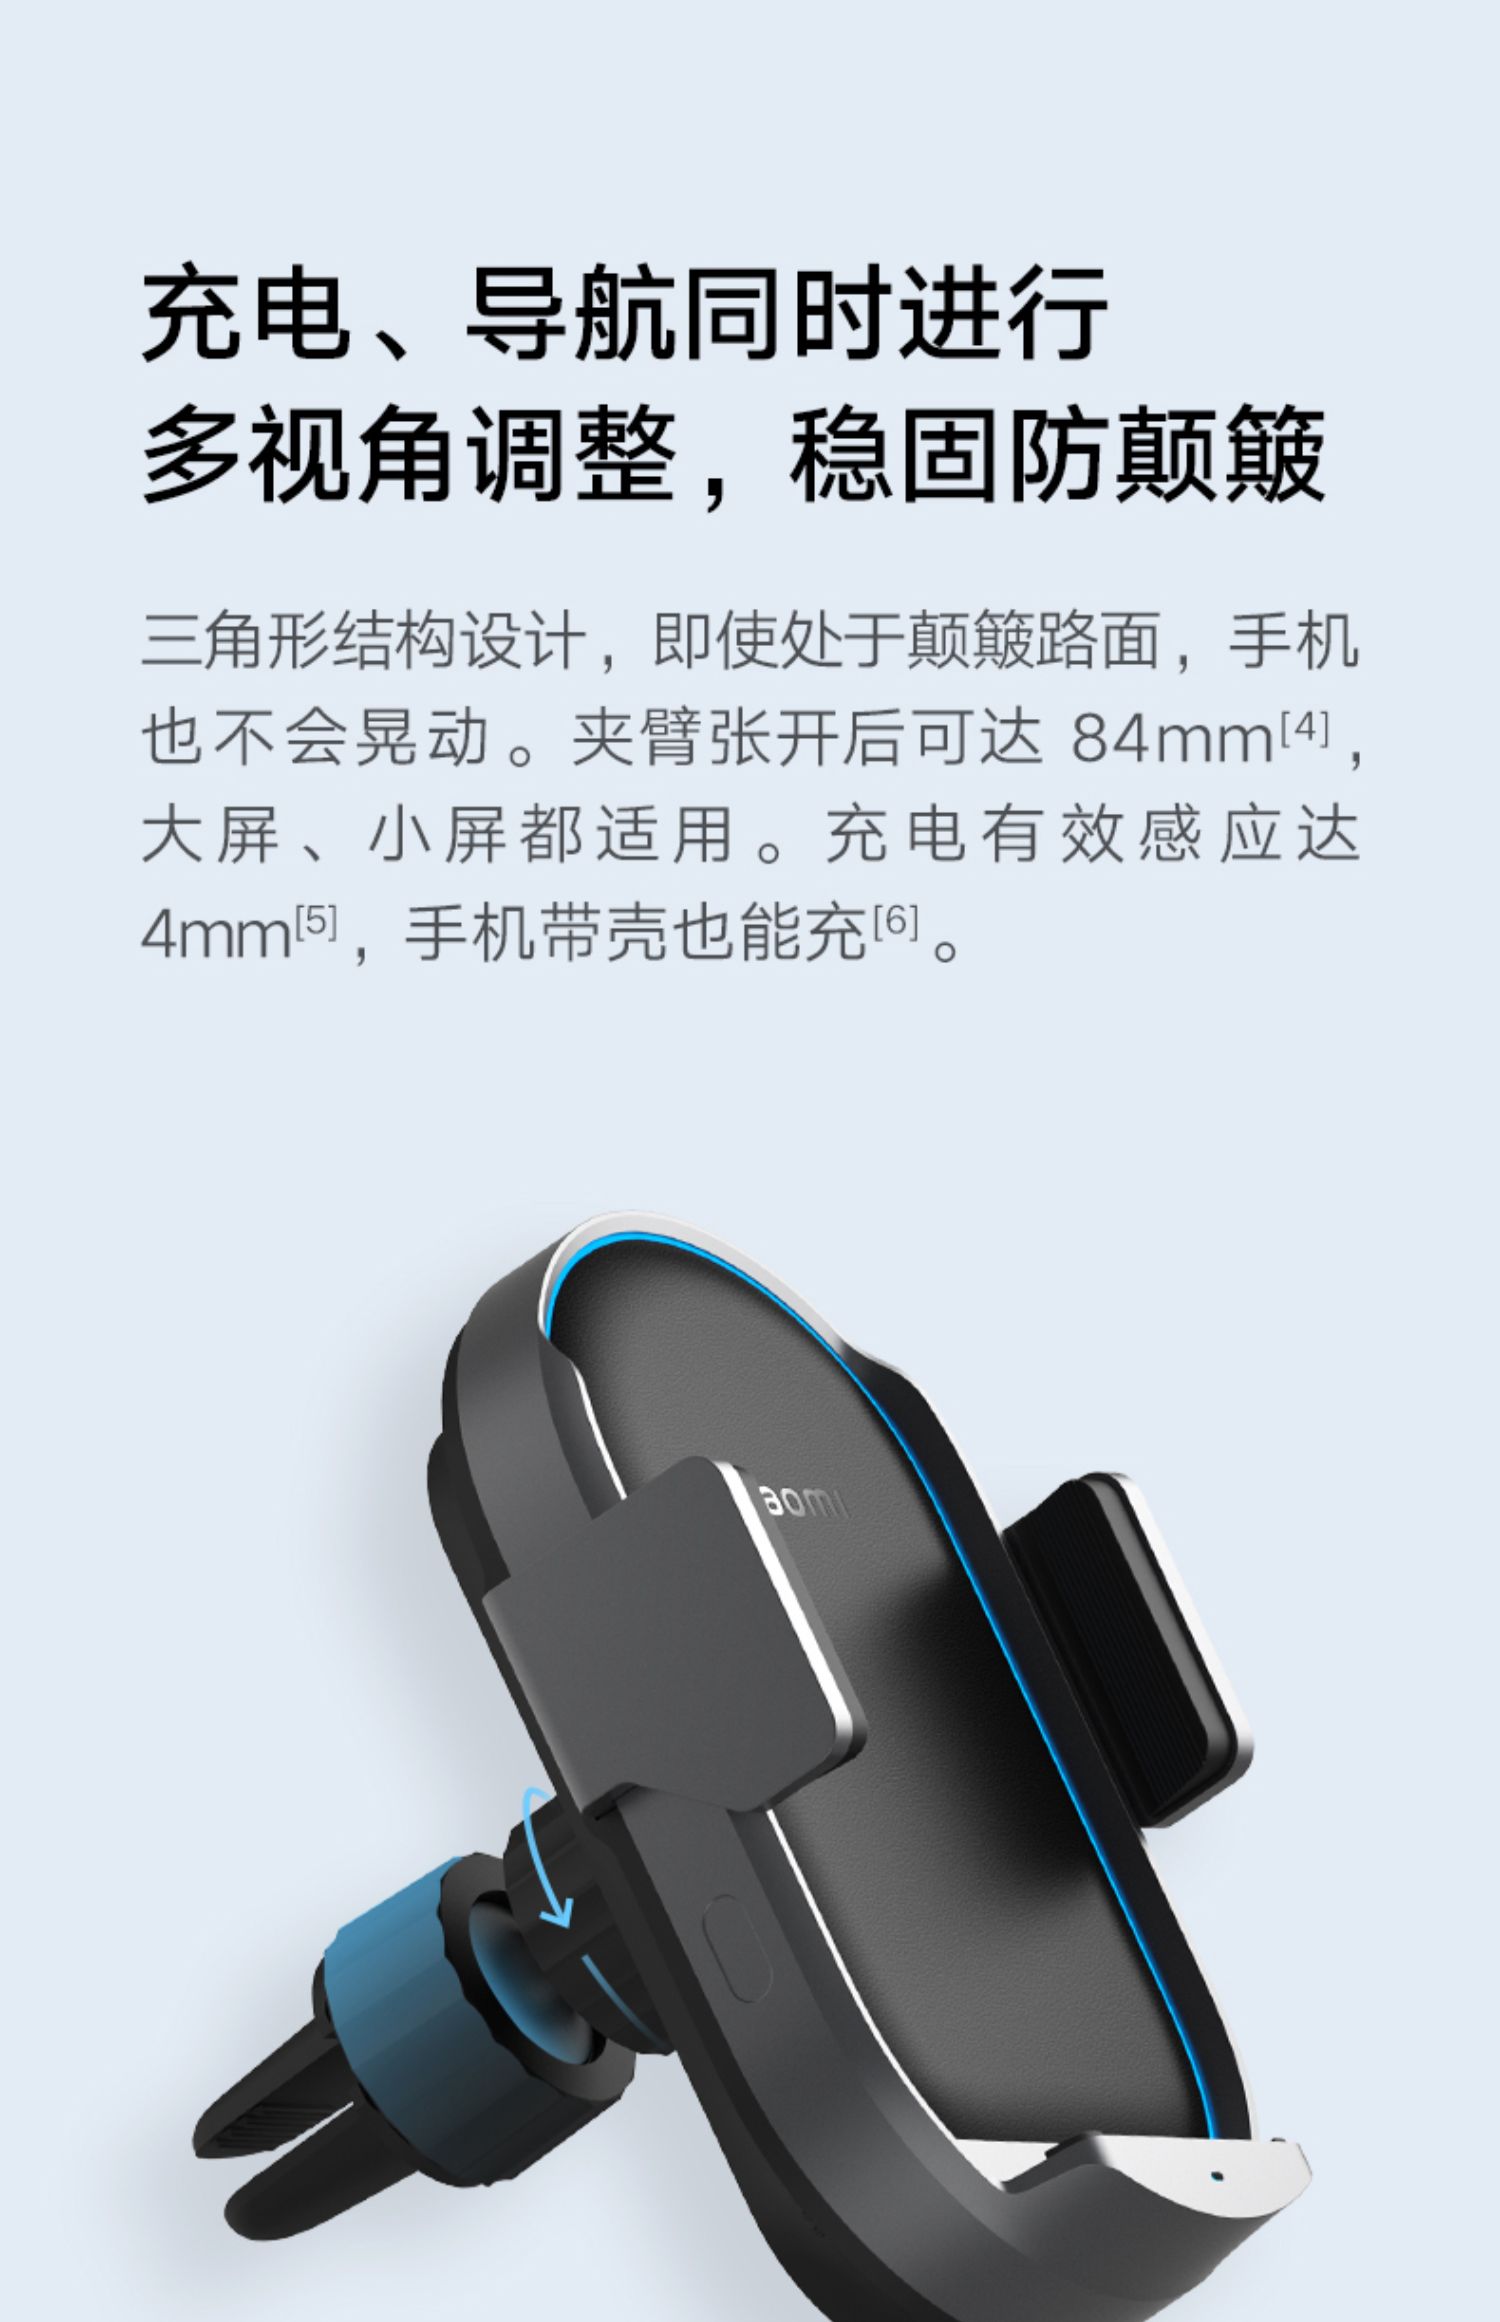 充电、导航同时进行
多视角调整，稳固防颠簸
三角形结构设计，即使处于颠簸路面，手机
也不会晃动。夹臂张开后可达 84mm[4]，
大屏、小屏都适用。充电有效感应达
4mm[5]，手机带壳也能充[6]。
aomi